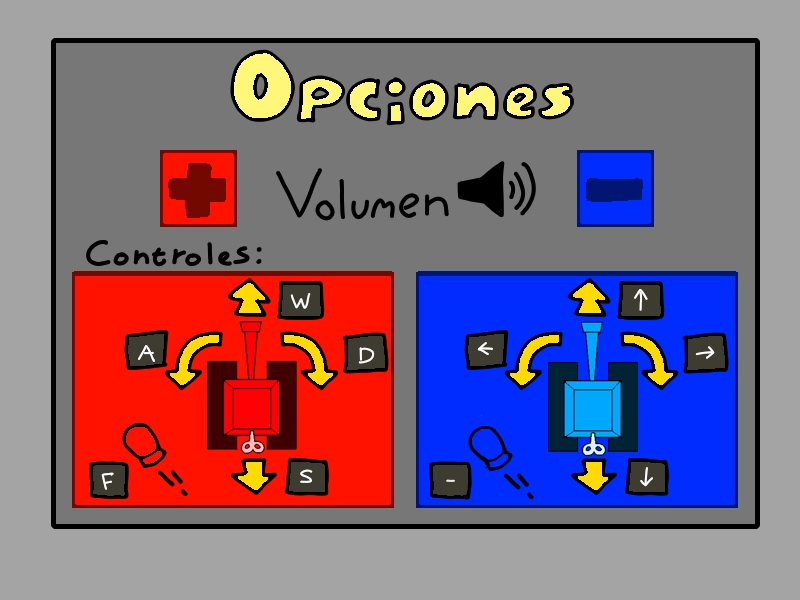 Opciones
Volumen
Controles:
W
A
D
F
S
↑
←
→
-
↓